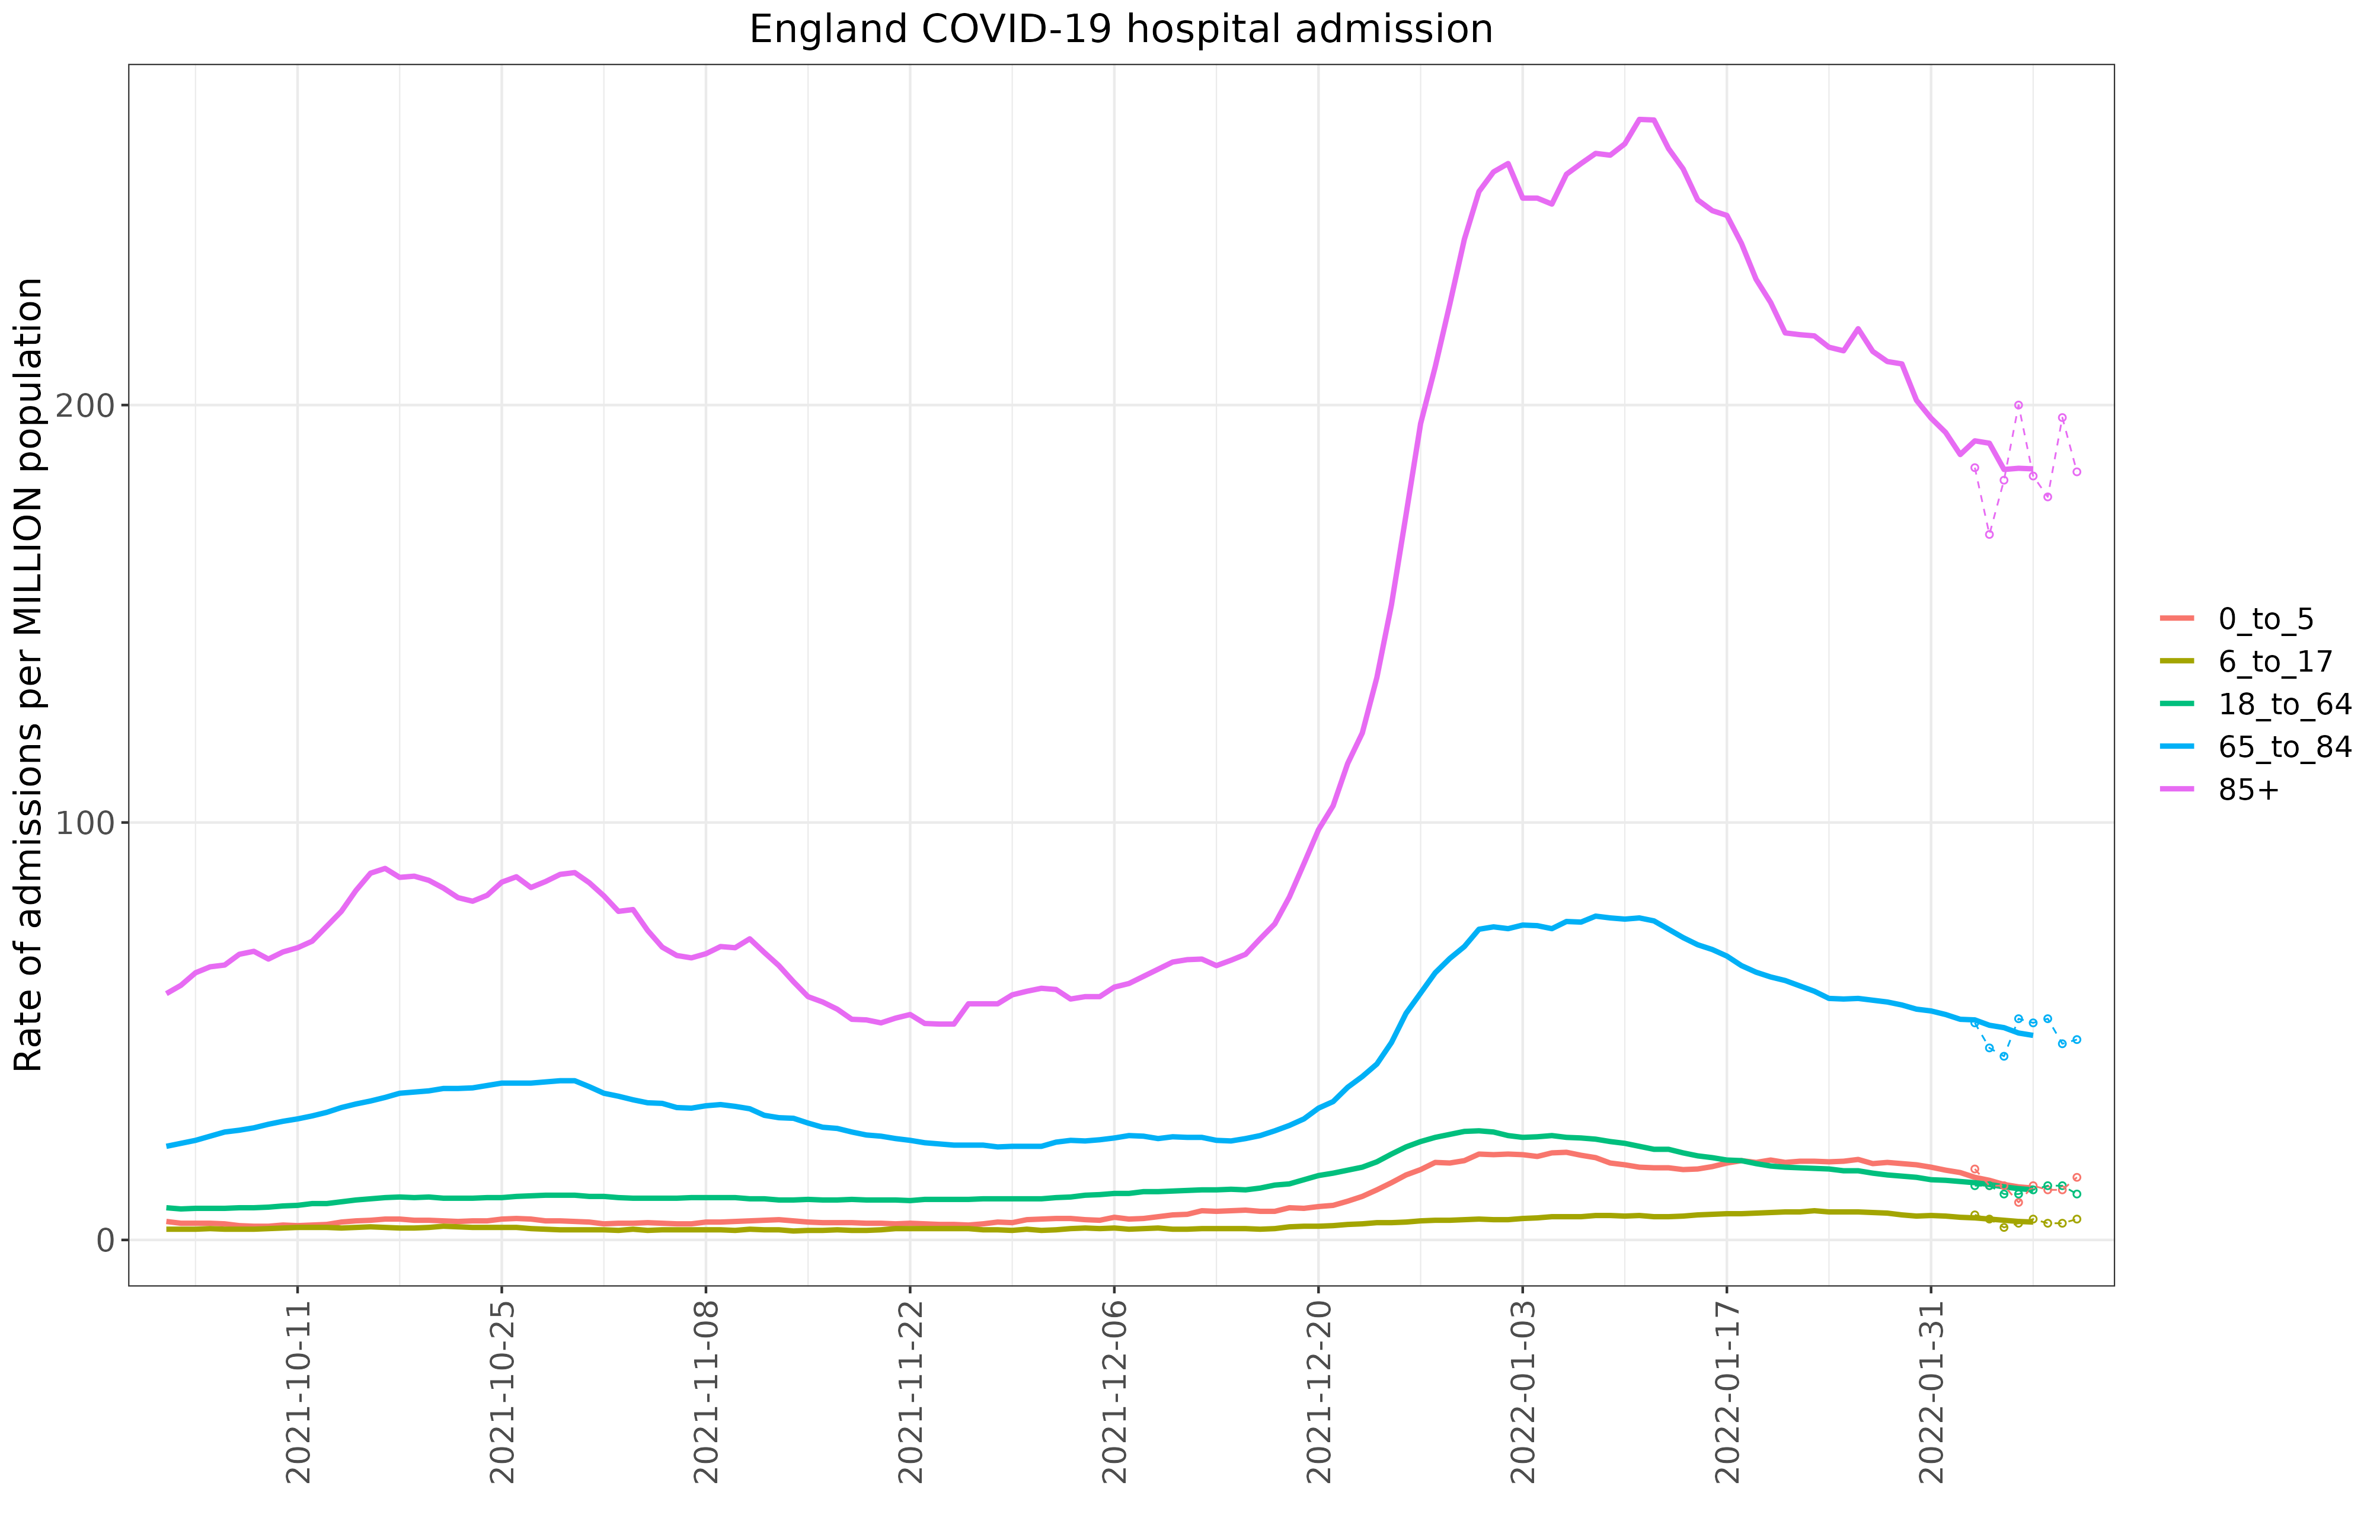 England COVID-19 hospital admission
Rate of admissions per MILLION population
200
100
0
2021-10-11
2021-10-25
2021-11-08
2021-11-22
2021-12-06
2021-12-20
2022-01-03
2022-01-17
2022-01-31
0_to_5
6_to_17
18_to_64
65_to_84
85+